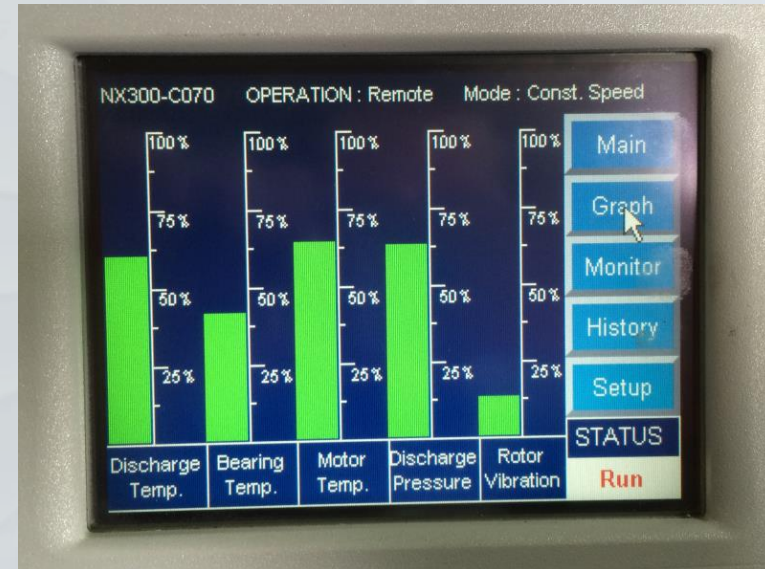 NX300-C070 OPERATION : Remote Mode : Const. Speed
100% 100% 100% 100% 100%
75% 75% 75% 75% 75%
50% 50% 50% 50% 50%
25% 25% 25% 25% 25%
Discharge Temp.
Bearing Temp.
Motor Temp.
Discharge Pressure
Rotor Vibration
Main
Graph
Monitor
History
Setup
STATUS
Run